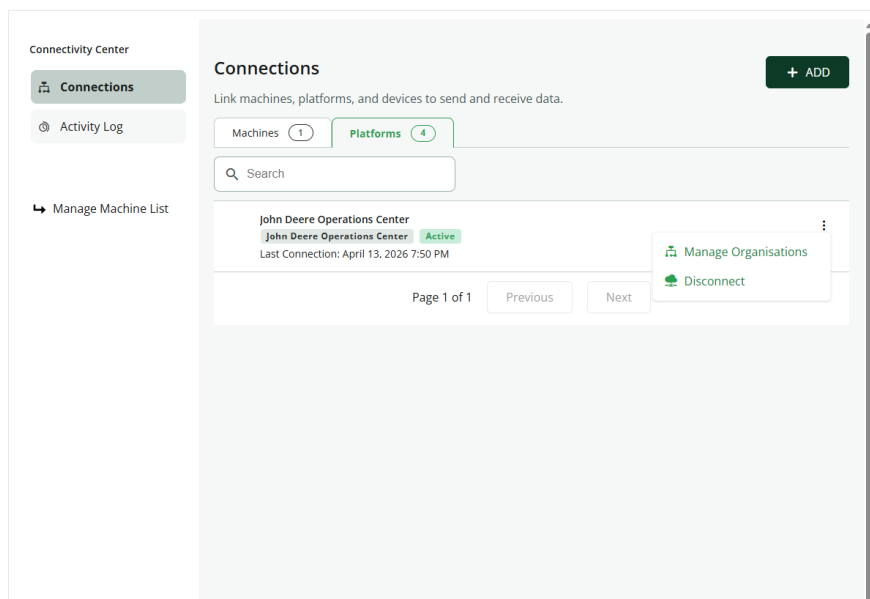 Connectivity Center
Connections
Activity Log
Manage Machine List
Connections
+ ADD
Link machines, platforms, and devices to send and receive data.
Machines 1
Platforms 4
Search
John Deere Operations Center
John Deere Operations Center Active
Last Connection: April 13, 2026 7:50 PM
Manage Organisations
Disconnect
Page 1 of 1 Previous Next